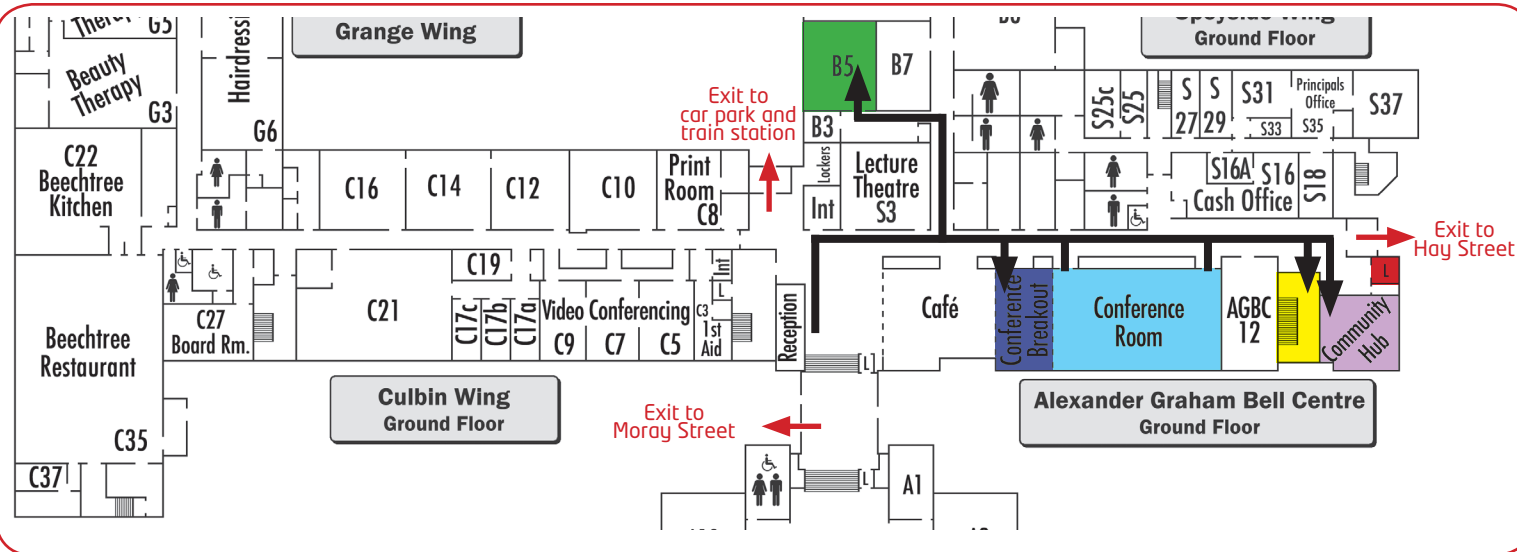 Therapy
G5
Beauty
Therapy
G3
Hairdressi
G6
Grange Wing
B5
B7
B3
Lockers
Int
Lecture
Theatre
S3
Exit to
car park and
train station
Speyside Wing
Ground Floor
S25c
S25
S
27
S
29
S31
S33
Principals
Office
S35
S37
S16A
S16
Cash Office
S18
Exit to
Hay Street
C22
Beechtree
Kitchen
C16
C14
C12
C10
Print
Room
C8
Beechtree
Restaurant
C35
C37
C27
Board Rm.
C21
C19
C17c
C17b
C17a
Video Conferencing
C9
C7
C5
Int
L
C3
1st
Aid
Reception
L
Café
Conference
Breakout
Conference
Room
AGBC
12
L
Community
Hub
Culbin Wing
Ground Floor
Exit to
Moray Street
Alexander Graham Bell Centre
Ground Floor
L
A1